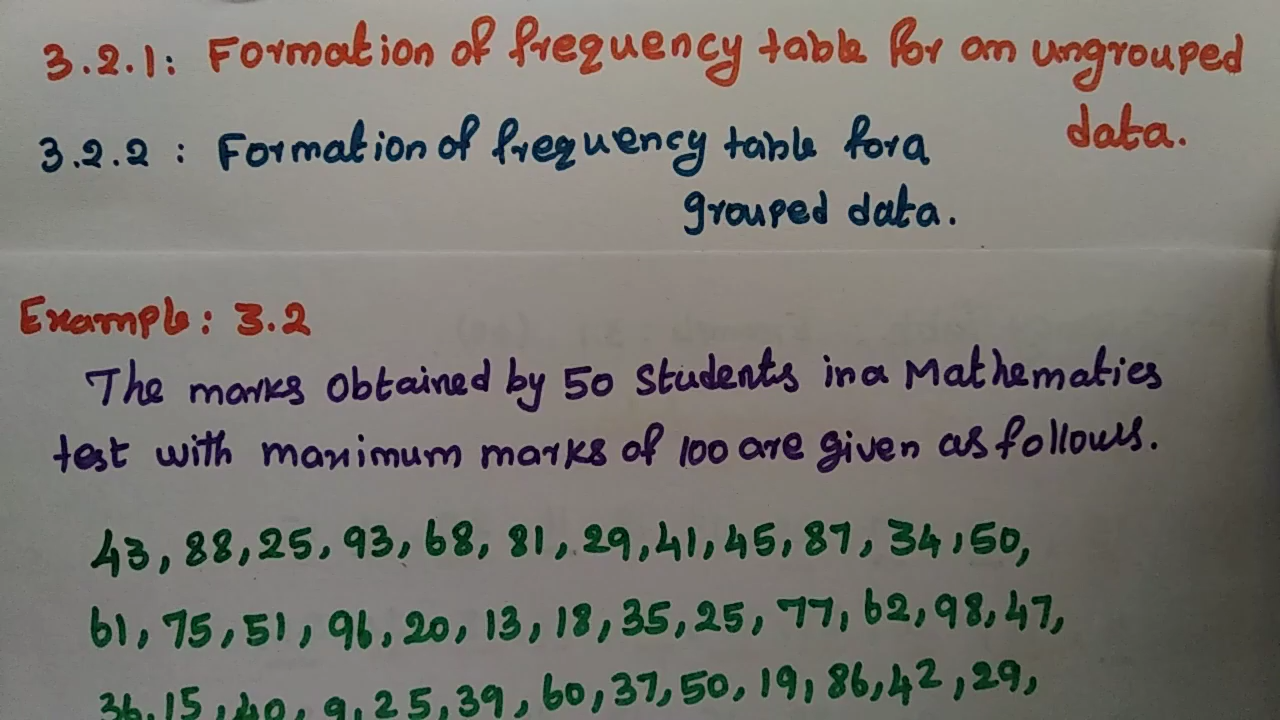 3.2.1: Formation of frequency table for an ungrouped
data.
3.2.2 : Formation of frequency table for a
grouped data.
Example: 3.2
The marks obtained by 50 students in a Mathematics
test with maximum marks of 100 are given as follows.
43, 88, 25, 93, 68, 81, 29, 41, 45, 87, 34, 50,
61, 75, 51, 96, 20, 13, 18, 35, 25, 77, 62, 98, 47,
36, 15, 40, 9, 25, 39, 60, 37, 50, 19, 86, 42, 29,